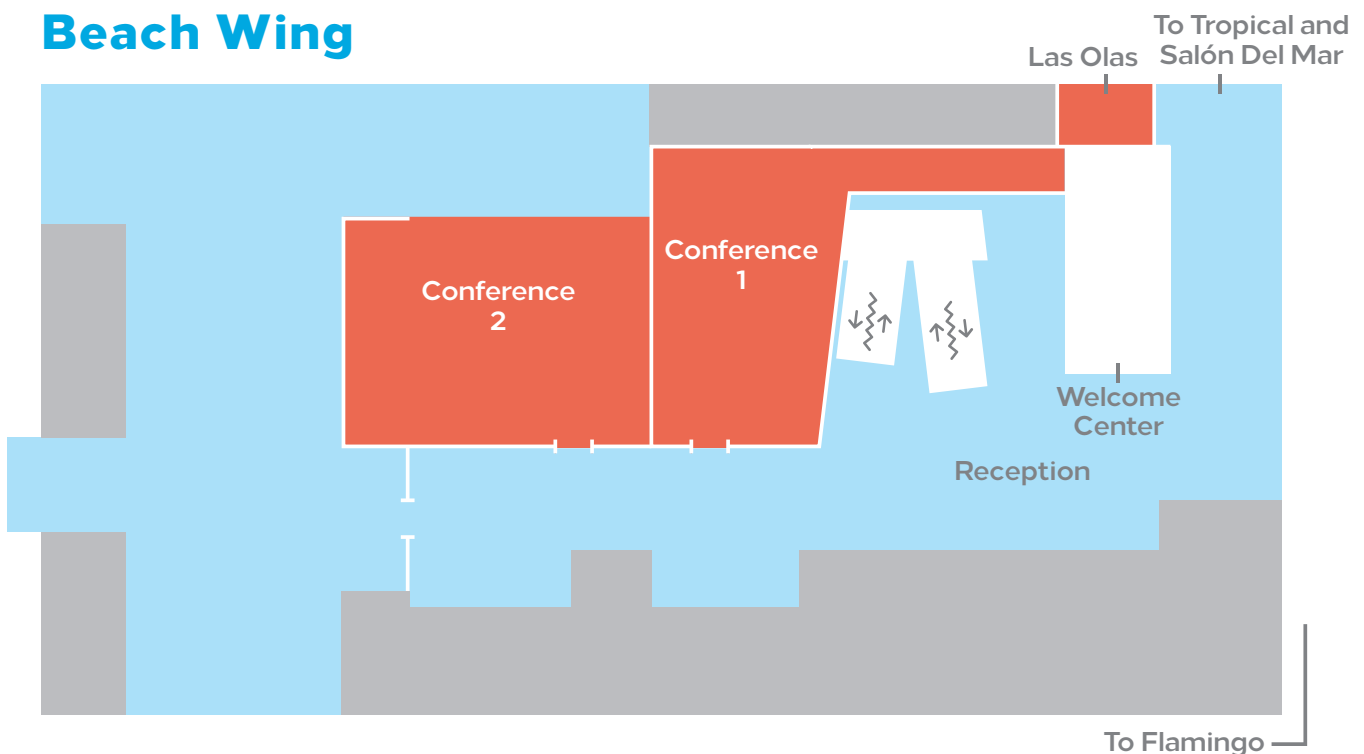 Beach Wing
To Tropical and
Salón Del Mar
Las Olas
Conference
1
Conference
2
Welcome
Center
Reception
To Flamingo